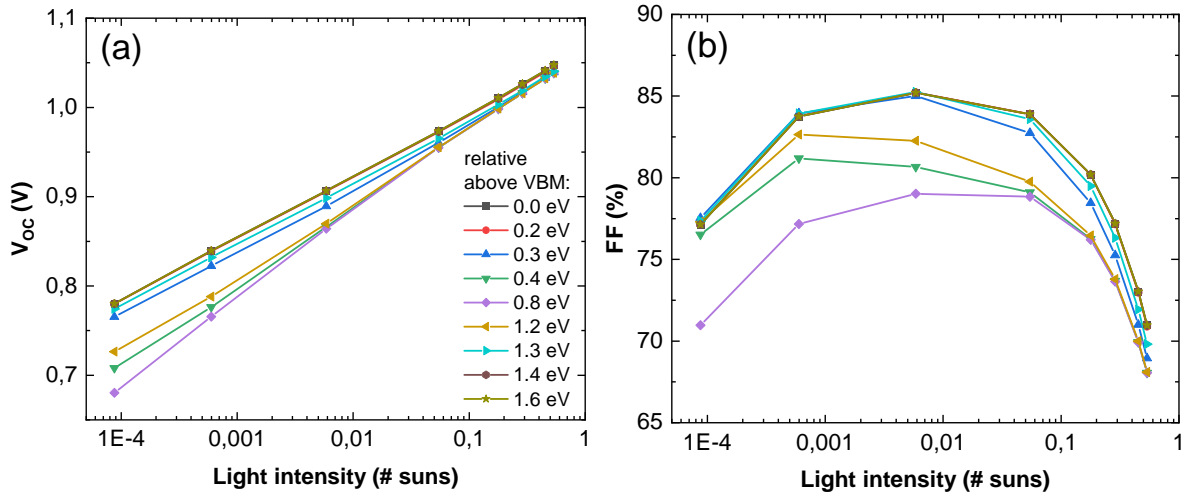 (a)
1,1
1,0
0,9
0,8
0,7
V_OC (V)
relative
above VBM:
0.0 eV
0.2 eV
0.3 eV
0.4 eV
0.8 eV
1.2 eV
1.3 eV
1.4 eV
1.6 eV
1E-4 0,001 0,01 0,1 1
Light intensity (# suns)
(b)
90
85
80
75
70
65
FF (%)
1E-4 0,001 0,01 0,1 1
Light intensity (# suns)